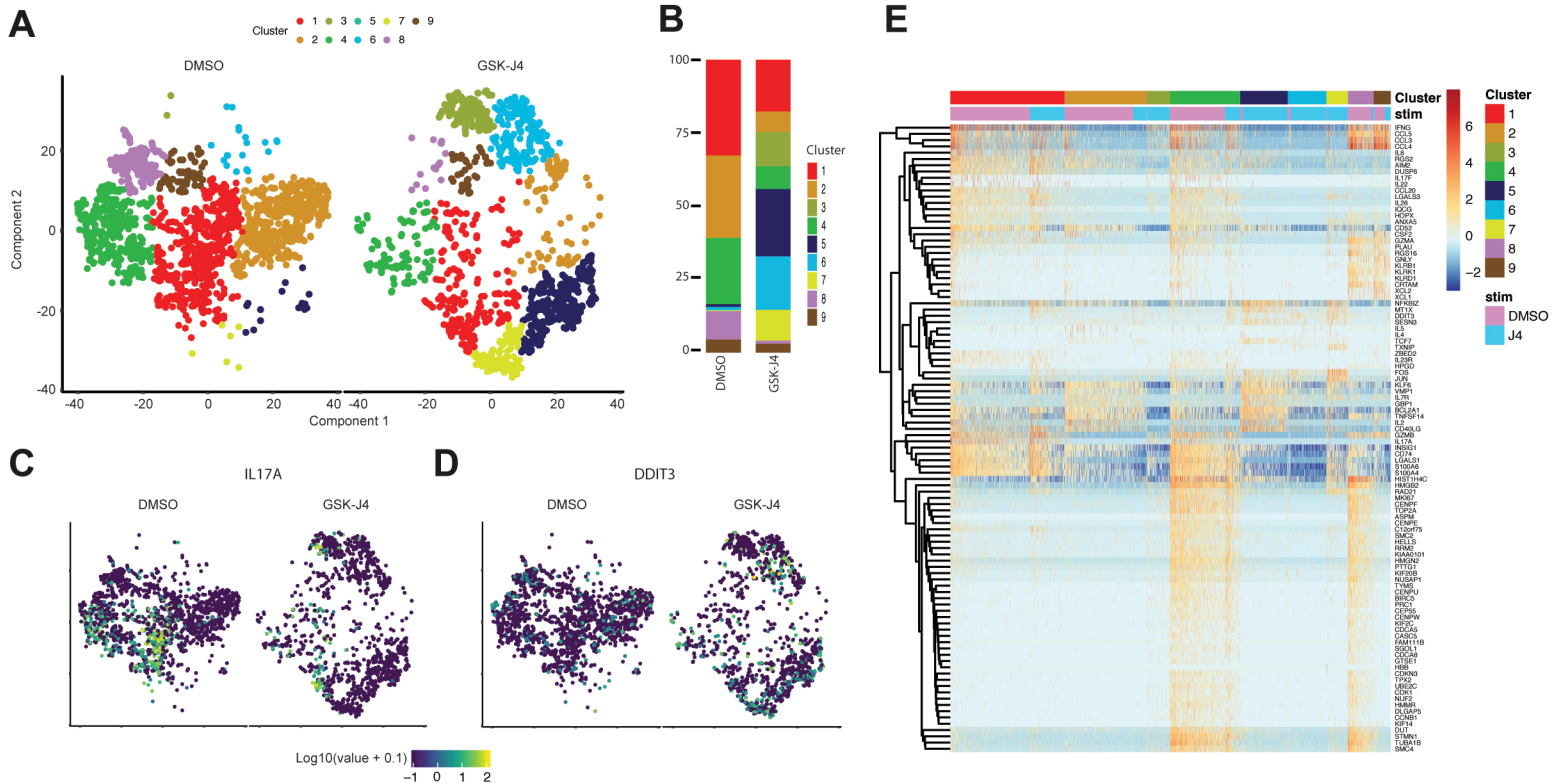 A
Cluster
1 3 5 7 9
2 4 6 8
DMSO
GSK-J4
Component 2
20
0
-20
-40
-40 -20 0 20 40
-40 -20 0 20 40
Component 1
B
100
75
50
25
0
DMSO
GSK-J4
Cluster
1
2
3
4
5
6
7
8
9
C
IL17A
DMSO
GSK-J4
D
DDIT3
DMSO
GSK-J4
Log10(value + 0.1)
−1 0 1 2
E
Cluster
stim
IFNG
CCL5
CCL3
CCL4
IL8
RGS2
AIM2
DUSP6
IL17F
IL22
CCL20
LGALS3
IL26
IQCG
HOPX
ANXA5
CD52
CSF2
GZMA
PLAU
RGS16
GNLY
KLRB1
KLRK1
KLRD1
CRTAM
XCL2
XCL1
NFKBIZ
MT1X
DDIT3
SESN3
IL5
IL4
TCF7
TXNIP
ZBED2
IL23R
HPGD
FOS
JUN
KLF6
VMP1
IL7R
GBP1
BCL2A1
TNFSF14
IL2
CD40LG
GZMB
IL17A
INSIG1
CD74
LGALS1
S100A6
S100A4
HIST1H4C
HMGB2
RAD21
MKI67
CENPF
TOP2A
ASPM
CENPE
C12orf75
SMC2
HELLS
RRM2
KIAA0101
HMGN2
PTTG1
KIF20B
NUSAP1
TYMS
CENPU
BIRC5
PRC1
CEP55
CENPW
KIF2C
CDCA5
CASC5
FAM111B
SGOL1
CDCA8
GTSE1
HBB
CDKN3
TPX2
UBE2C
CDK1
NUF2
HMMR
DLGAP5
CCNB1
KIF14
DUT
STMN1
TUBA1B
SMC4
6
4
2
0
−2
Cluster
1
2
3
4
5
6
7
8
9
stim
DMSO
J4